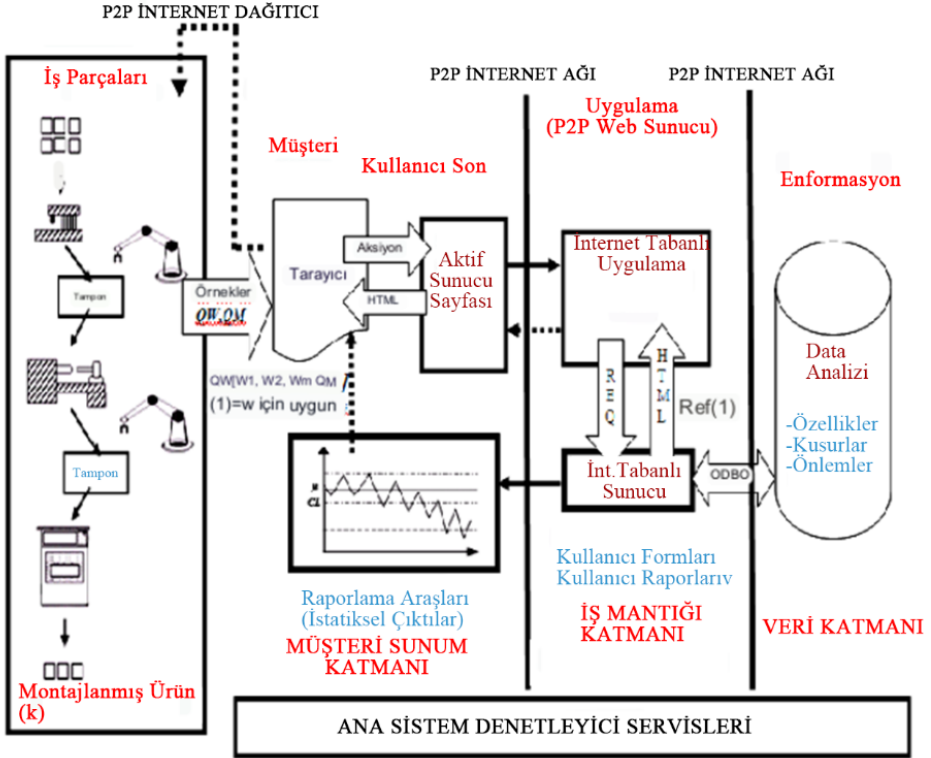 P2P İNTERNET DAĞITICI
İş Parçaları
Tampon
Tampon
Montajlanmış Ürün
(k)
Örnekler
QW,QM
Müşteri
Tarayıcı
QW[W1, W2, Wm QM
(1)=w için uygun
Aksiyon
HTML
Kullanıcı Son
Aktif
Sunucu
Sayfası
μ
CL
Raporlama Araşları
(İstatiksel Çıktılar)
MÜŞTERİ SUNUM
KATMANI
P2P İNTERNET AĞI
Uygulama
(P2P Web Sunucu)
İnternet Tabanlı
Uygulama
REQ
HTML
Ref(1)
İnt.Tabanlı
Sunucu
Kullanıcı Formları
Kullanıcı Raporlarıv
İŞ MANTIĞI
KATMANI
P2P İNTERNET AĞI
ODBO
Enformasyon
Data
Analizi
-Özellikler
-Kusurlar
-Önlemler
VERİ KATMANI
ANA SİSTEM DENETLEYİCİ SERVİSLERİ